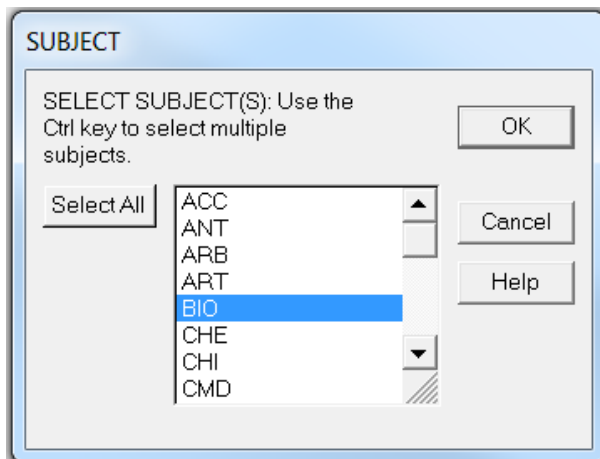 SUBJECT
SELECT SUBJECT(S): Use the
Ctrl key to select multiple
subjects.
OK
Select All
ACC
ANT
ARB
ART
BIO
CHE
CHI
CMD
Cancel
Help